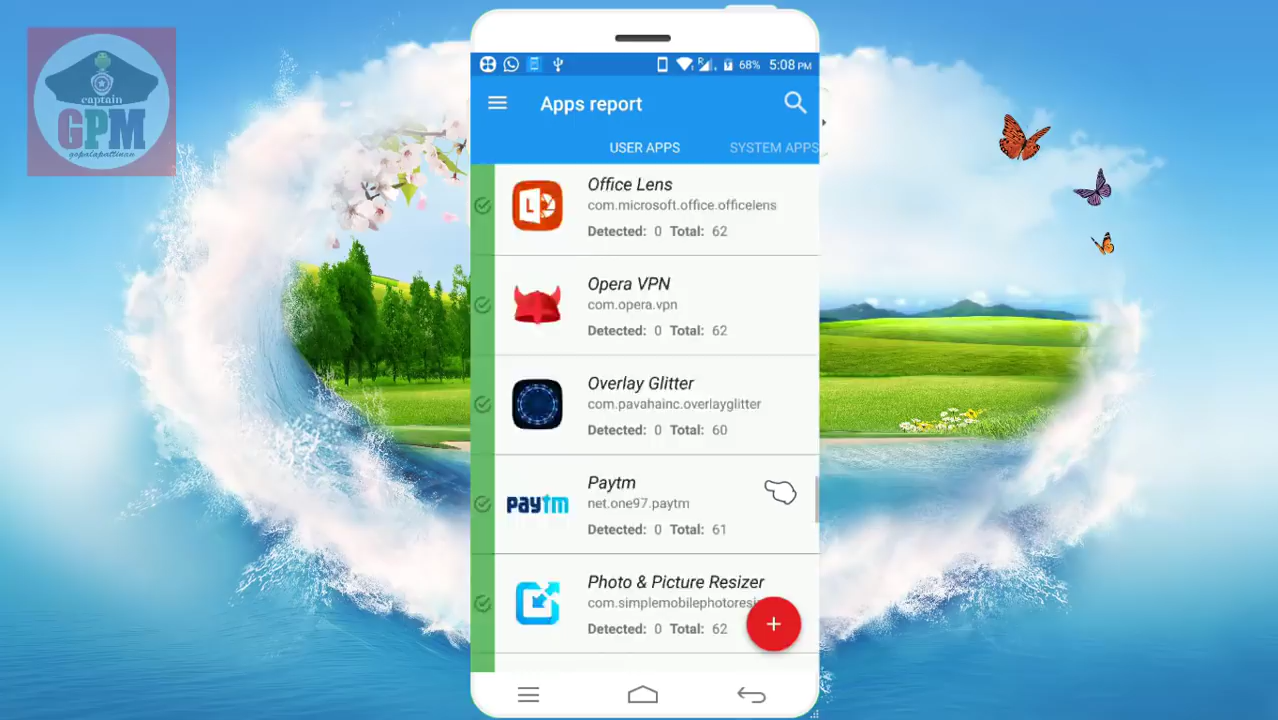 captain
GPM
gopalapattinam
68% 5:08 PM
Apps report
USER APPS SYSTEM APPS
Office Lens
com.microsoft.office.officelens
Detected: 0 Total: 62
Opera VPN
com.opera.vpn
Detected: 0 Total: 62
Overlay Glitter
com.pavahainc.overlayglitter
Detected: 0 Total: 60
paytm
Paytm
net.one97.paytm
Detected: 0 Total: 61
Photo & Picture Resizer
com.simplemobilephotoresi
Detected: 0 Total: 62